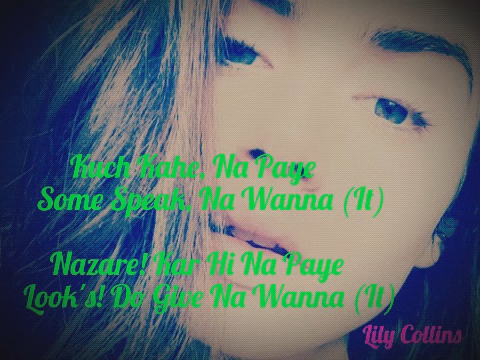 Kuch Kahe, Na Paye
Some Speak, Na Wanna (It)
Nazare! Kar Hi Na Paye
Look's! Do Give Na Wanna (It)
Lily Collins